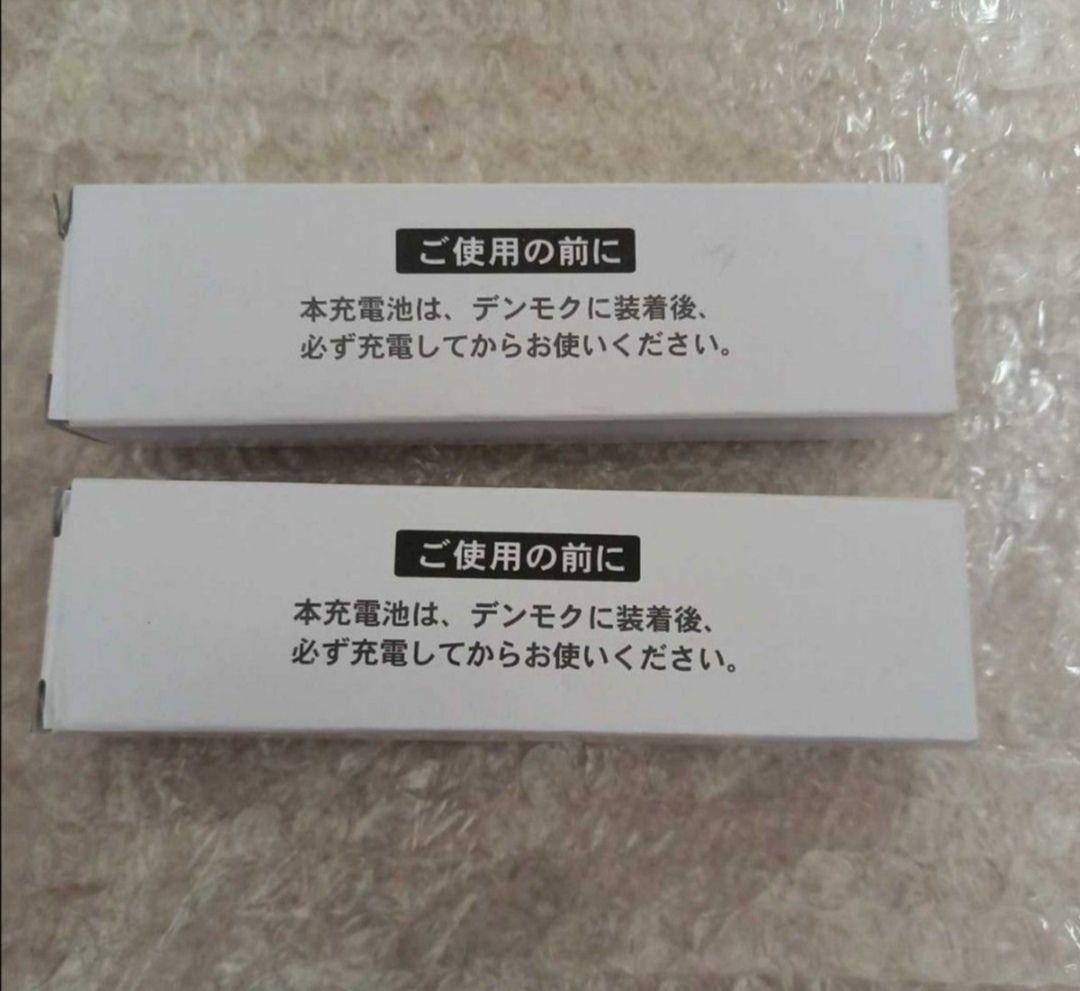 ご使用の前に
本充電池は、デンモクに装着後、
必ず充電してからお使いください。
ご使用の前に
本充電池は、デンモクに装着後、
必ず充電してからお使いください。